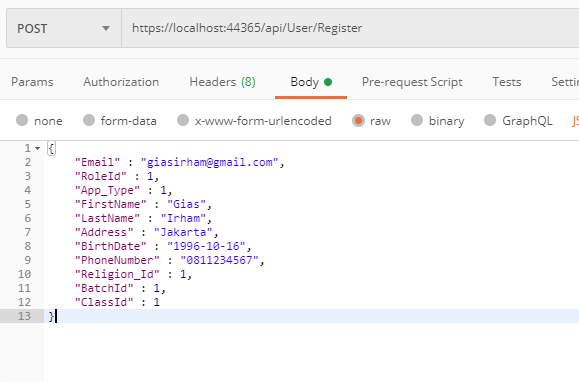 POST https://localhost:44365/api/User/Register
Params Authorization Headers (8) Body Pre-request Script Tests Settin
none form-data x-www-form-urlencoded raw binary GraphQL JS
1 {
2 "Email" : "giasirham@gmail.com",
3 "RoleId" : 1,
4 "App_Type" : 1,
5 "FirstName" : "Gias",
6 "LastName" : "Irham",
7 "Address" : "Jakarta",
8 "BirthDate" : "1996-10-16",
9 "PhoneNumber" : "0811234567",
10 "Religion_Id" : 1,
11 "BatchId" : 1,
12 "ClassId" : 1
13 }